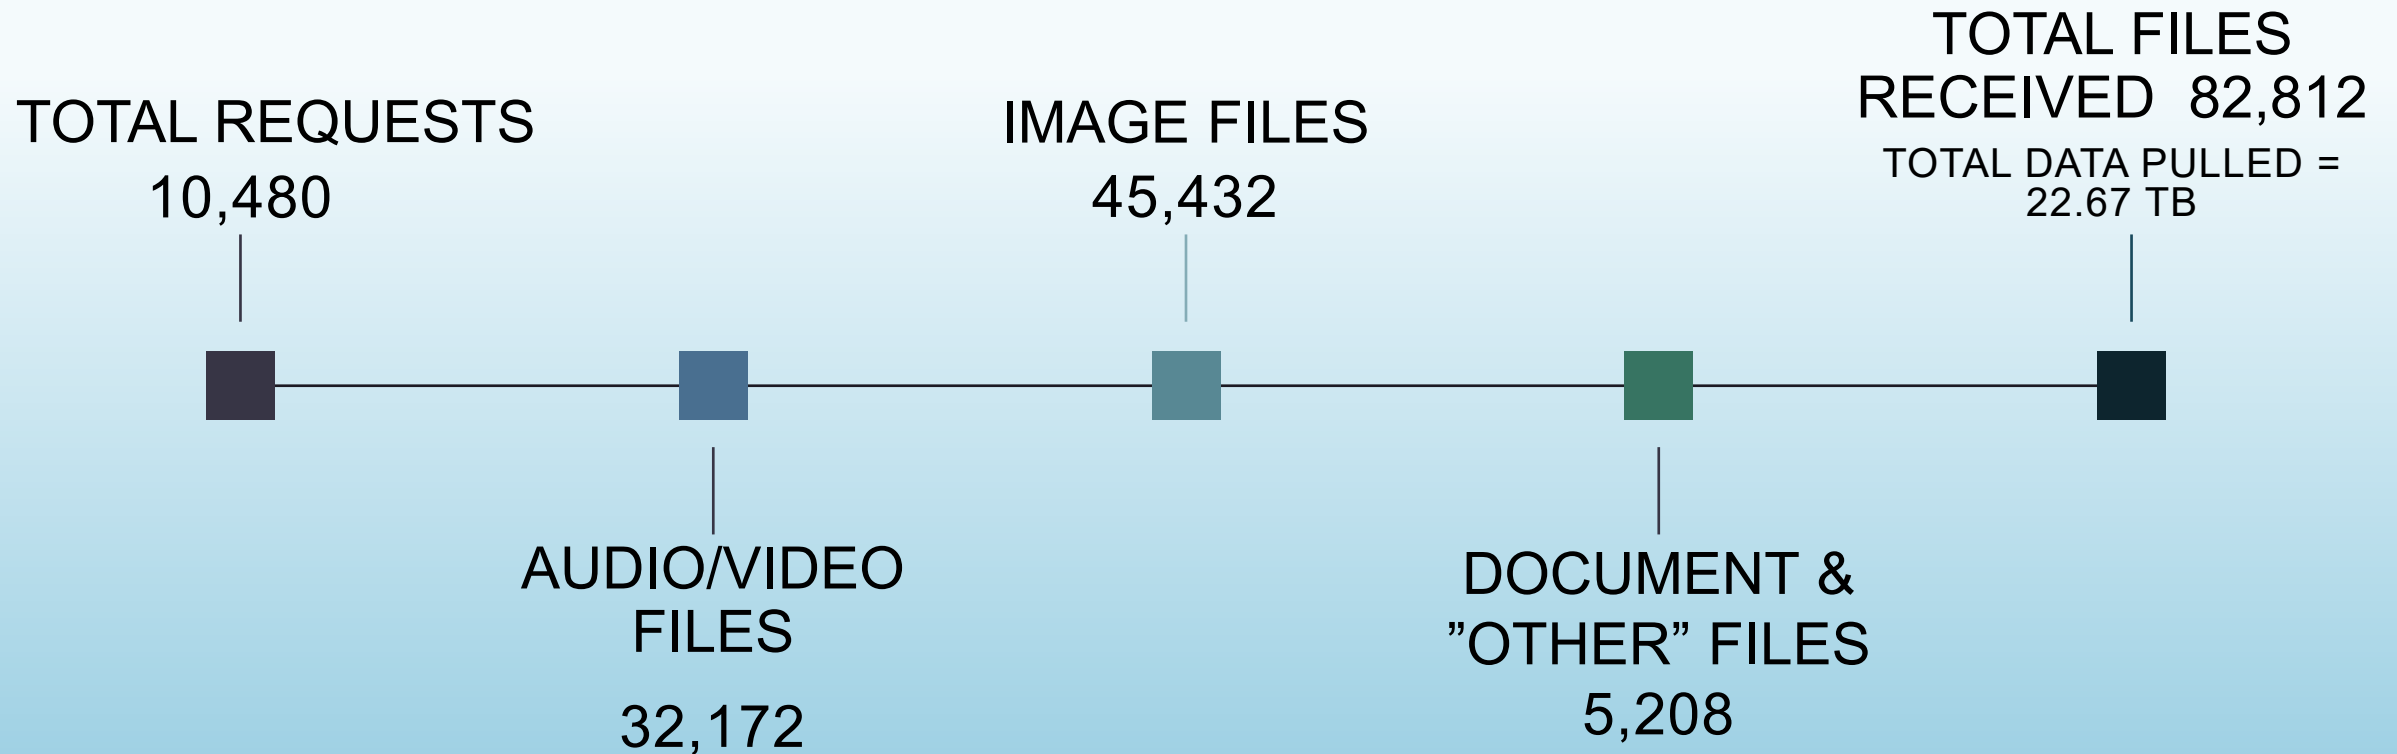 TOTAL REQUESTS
10,480
AUDIO/VIDEO
FILES
32,172
IMAGE FILES
45,432
DOCUMENT &
”OTHER” FILES
5,208
TOTAL FILES
RECEIVED 82,812
TOTAL DATA PULLED =
22.67 TB